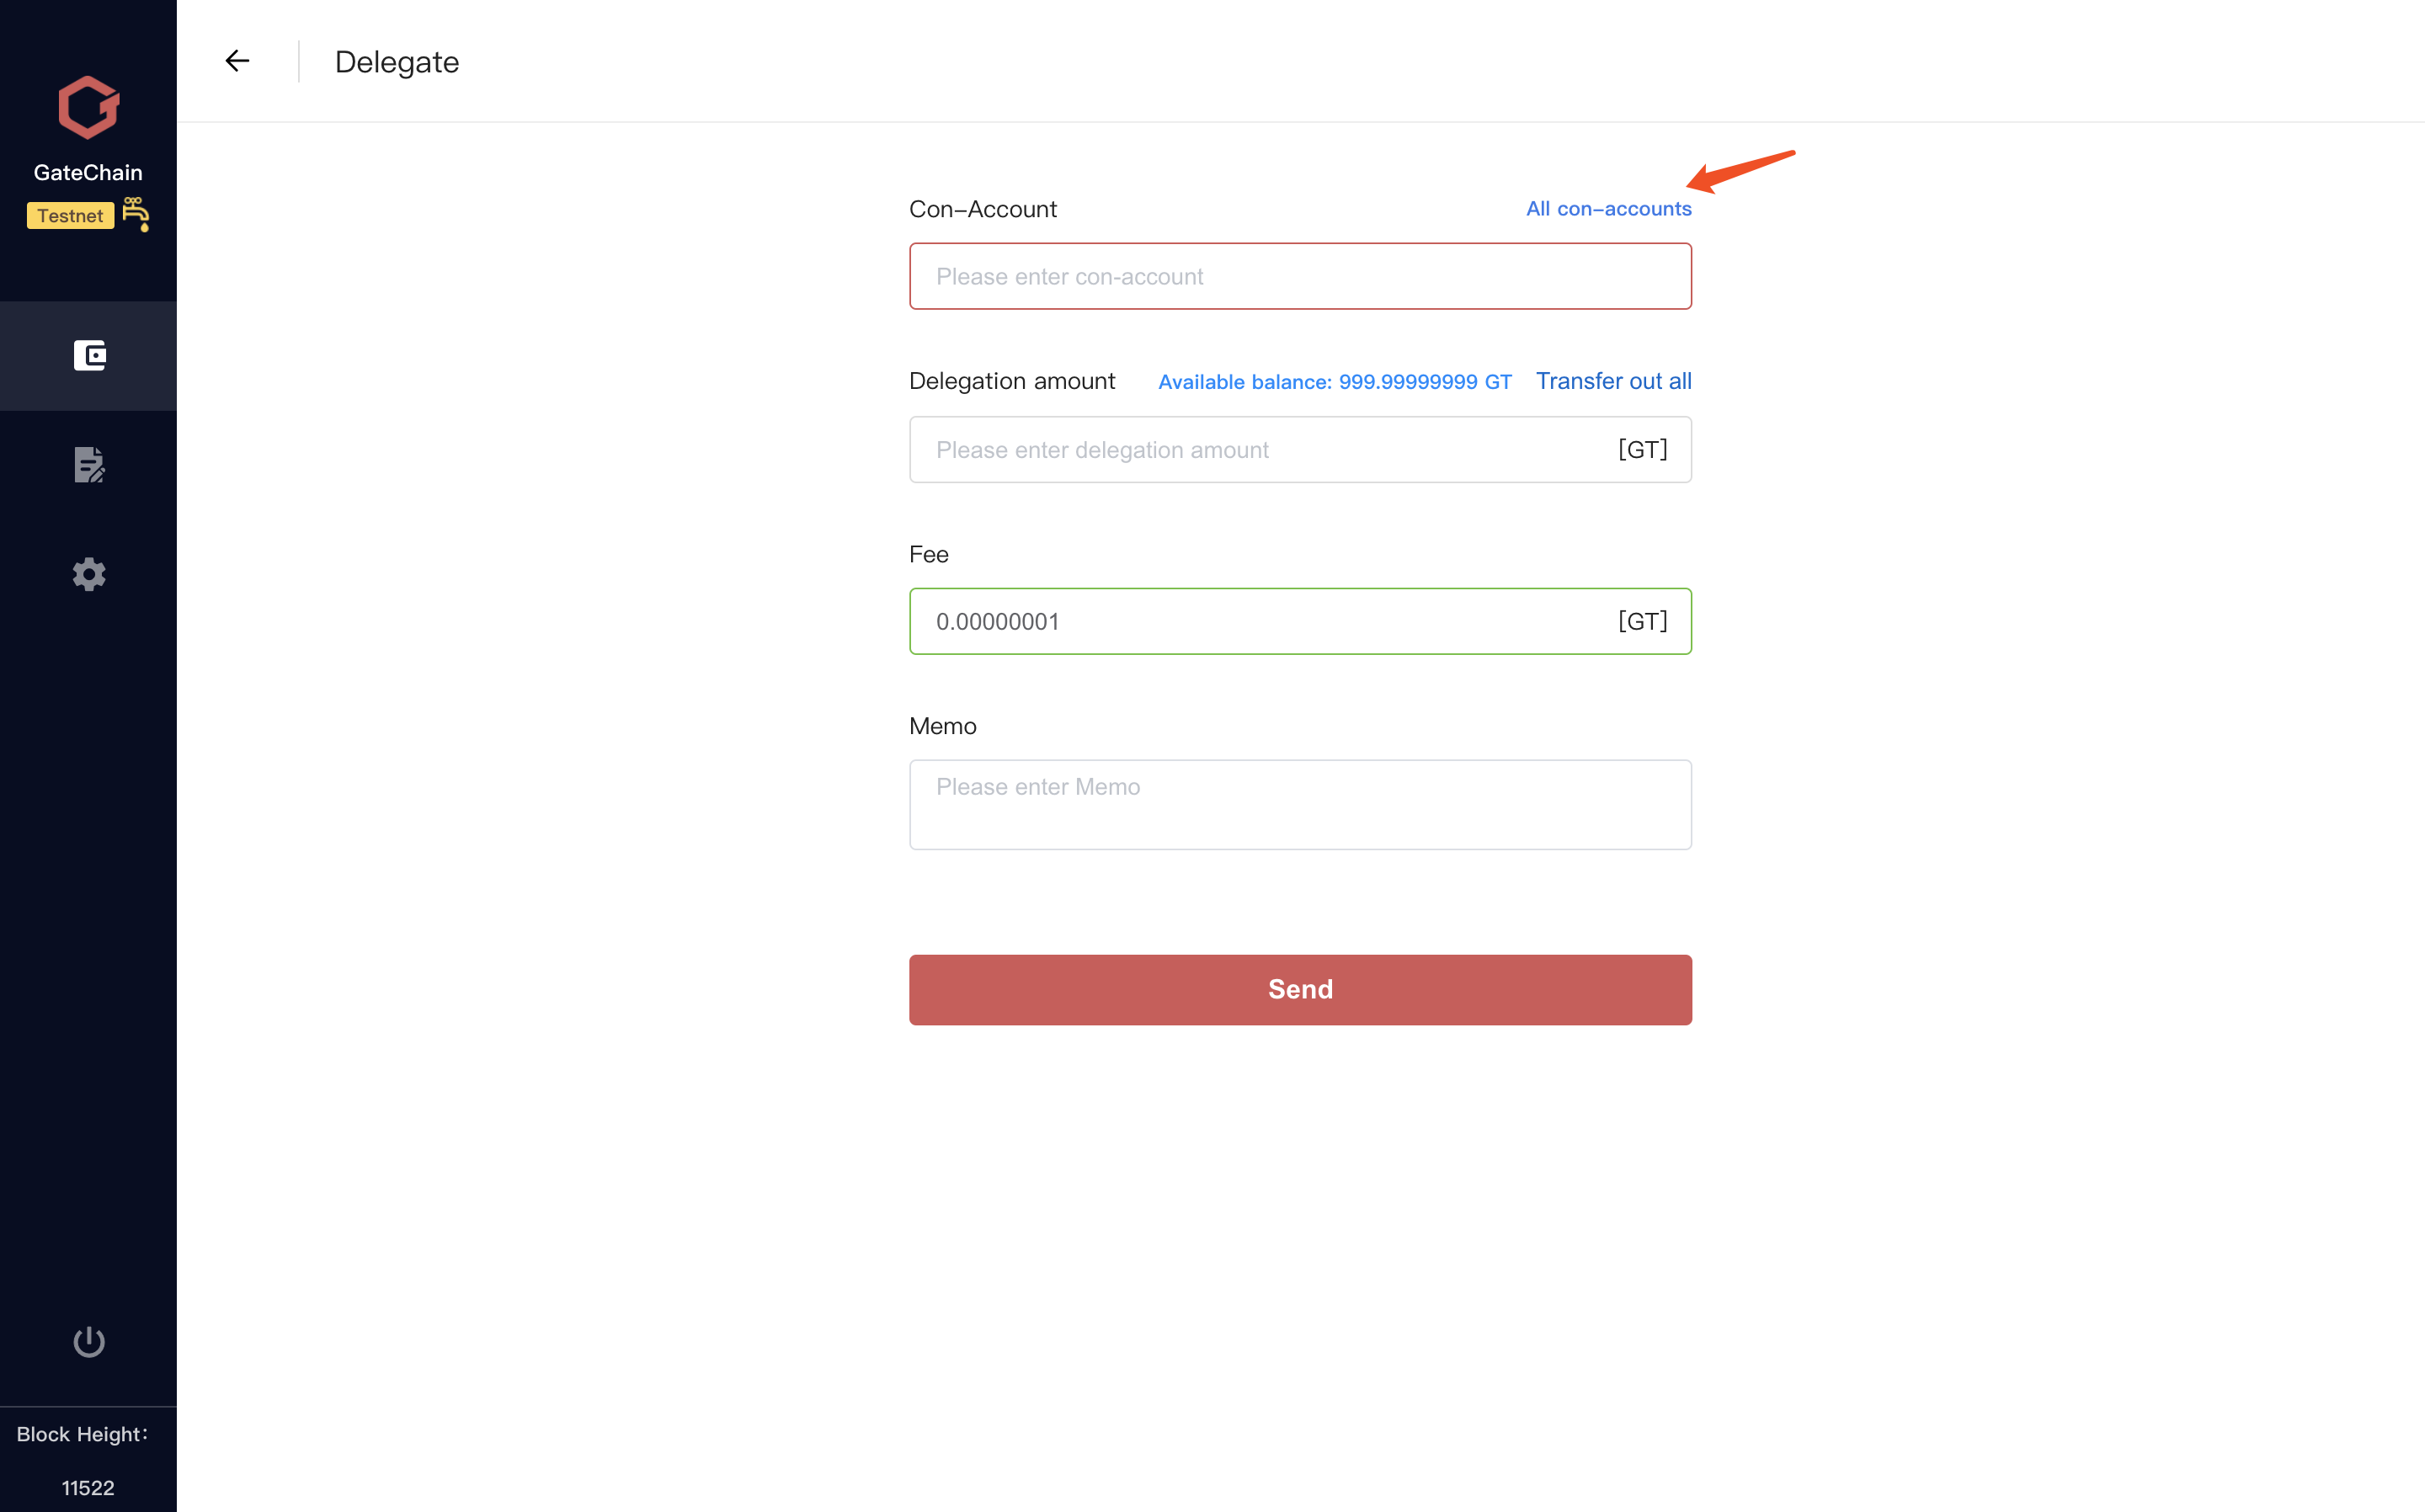 GateChain
Testnet
Block Height:
11522
Delegate
Con–Account
All con–accounts
Please enter con-account
Delegation amount
Available balance: 999.99999999 GT
Transfer out all
Please enter delegation amount
[GT]
Fee
0.00000001
[GT]
Memo
Please enter Memo
Send